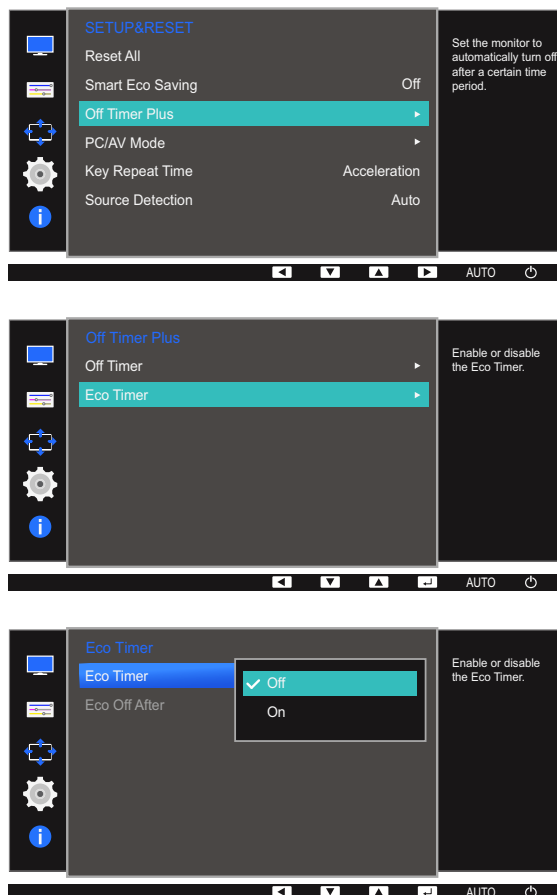 SETUP&RESET
Reset All
Smart Eco Saving Off
Off Timer Plus
PC/AV Mode
Key Repeat Time Acceleration
Source Detection Auto
Set the monitor to
automatically turn off
after a certain time
period.
AUTO
Off Timer Plus
Off Timer
Eco Timer
Enable or disable
the Eco Timer.
AUTO
Eco Timer
Eco Timer
Off
Eco Off After
On
Enable or disable
the Eco Timer.
AUTO